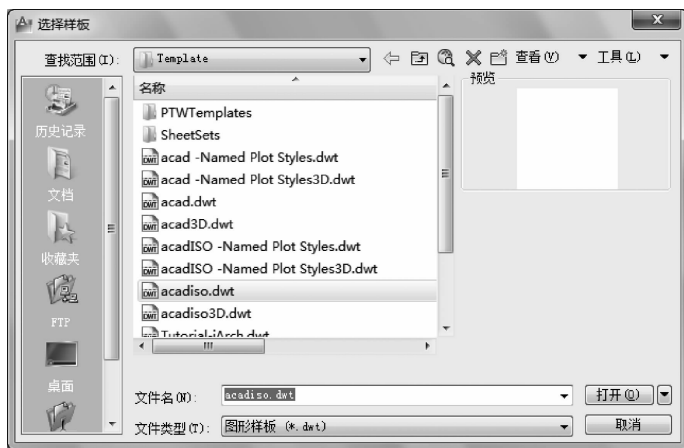 选择样板
查找范围(I): Template 查看(V) 工具(L)
历史记录
文档
收藏夹
FTP
桌面
名称
PTWTemplates
SheetSets
acad -Named Plot Styles.dwt
acad -Named Plot Styles3D.dwt
acad.dwt
acad3D.dwt
acadISO -Named Plot Styles.dwt
acadISO -Named Plot Styles3D.dwt
acadiso.dwt
acadiso3D.dwt
Tutorial-iArch.dwt
预览
文件名(N): acadiso.dwt 打开(O)
文件类型(T): 图形样板 (*.dwt) 取消